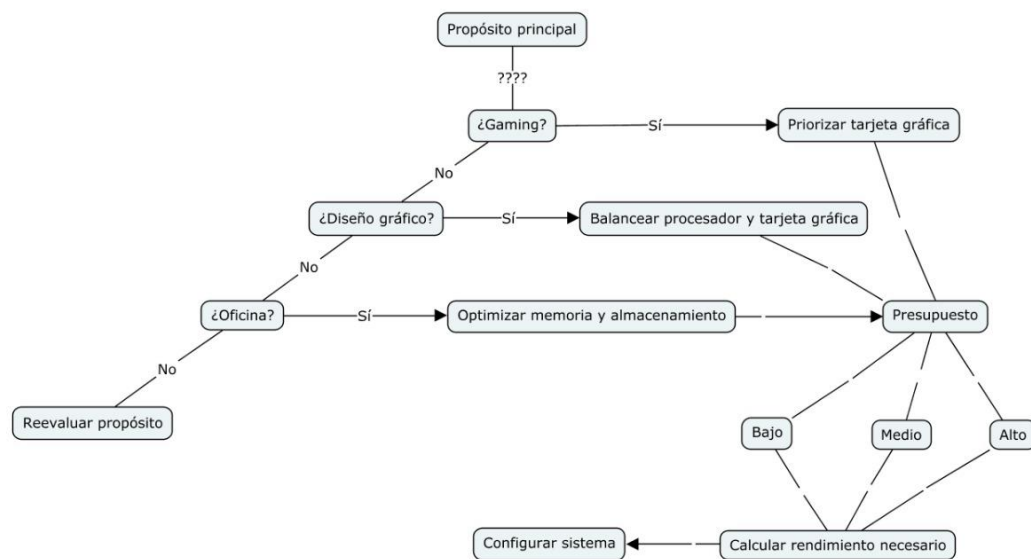 Propósito principal
????
¿Gaming?
Sí
Priorizar tarjeta gráfica
No
¿Diseño gráfico?
Sí
Balancear procesador y tarjeta gráfica
No
¿Oficina?
Sí
Optimizar memoria y almacenamiento
Presupuesto
No
Reevaluar propósito
Bajo
Medio
Alto
Configurar sistema
Calcular rendimiento necesario